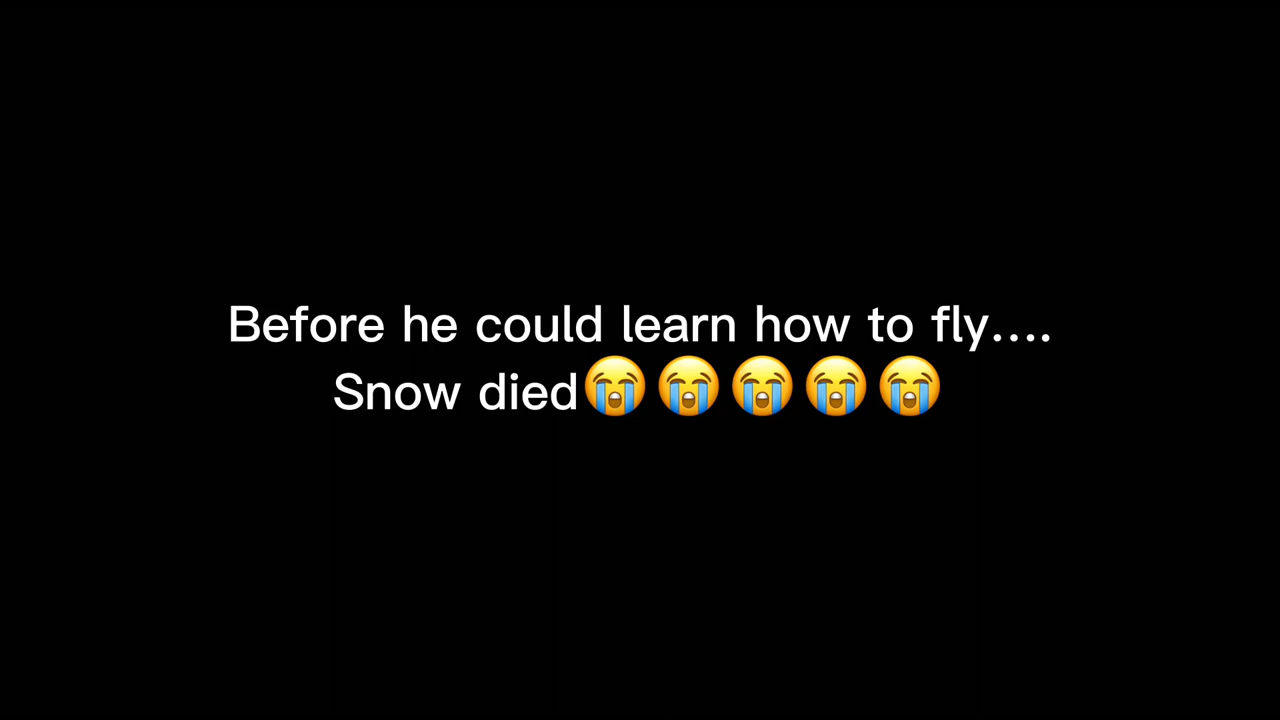 Before he could learn how to fly....
Snow died😭😭😭😭😭